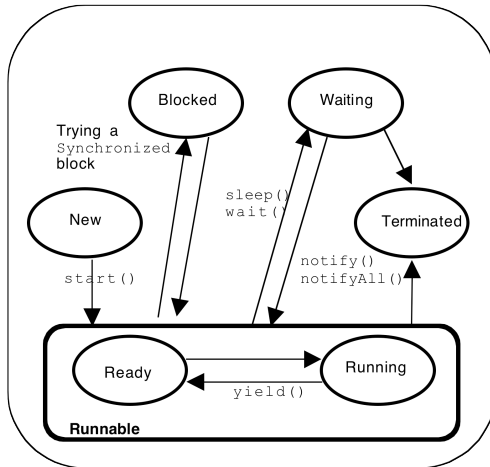 Blocked
Waiting
Trying a
Synchronized
block
sleep()
wait()
New
Terminated
start()
notify()
notifyAll()
Ready
Running
yield()
Runnable